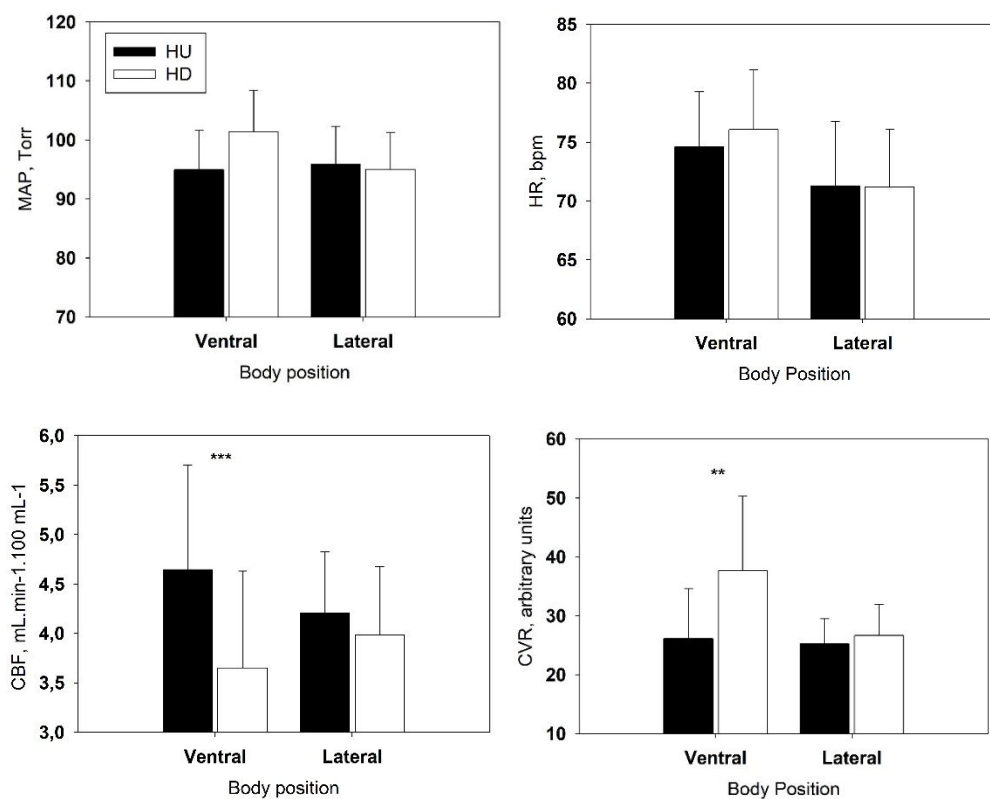 120
110
100
90
80
70
MAP, Torr
HU
HD
Ventral Lateral
Body position
85
80
75
70
65
60
HR, bpm
Ventral Lateral
Body Position
6,0
5,5
5,0
4,5
4,0
3,5
3,0
CBF, mL.min-1.100 mL-1
***
Ventral Lateral
Body position
60
50
40
30
20
10
CVR, arbitrary units
**
Ventral Lateral
Body Position